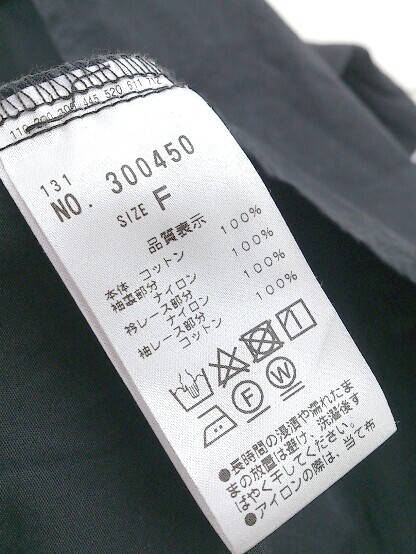 131
NO. 300450
SIZE F
品質表示
本体 コットン 100%
袖裏部分 ナイロン 100%
衿レース部分 ナイロン 100%
袖レース部分 コットン 100%
F W
●長時間の浸漬や濡れたま
まの放置は避け、洗濯後す
ばやく干してください。
●アイロンの際は、当て布